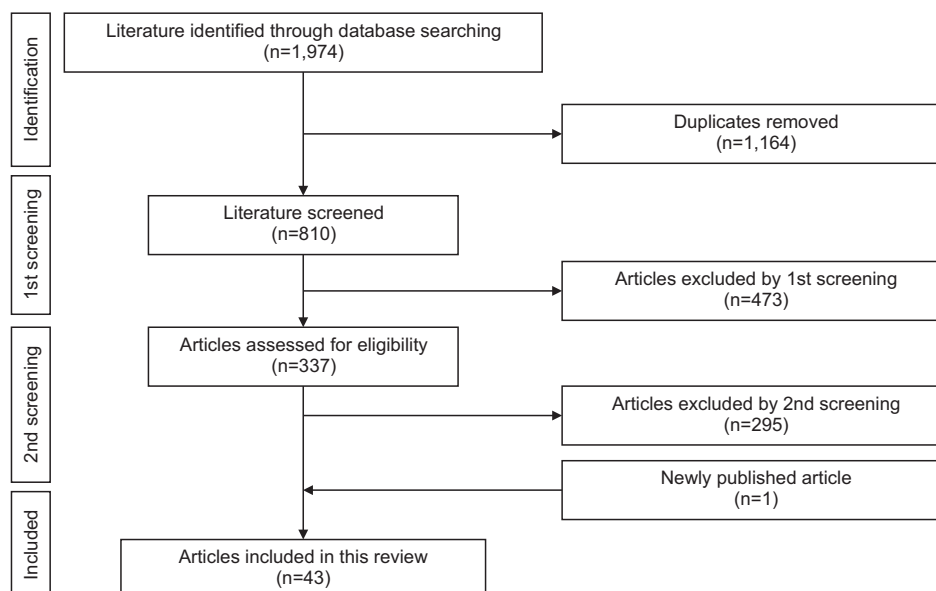 Identification
Literature identified through database searching
(n=1,974)
Duplicates removed
(n=1,164)
1st screening
Literature screened
(n=810)
Articles excluded by 1st screening
(n=473)
2nd screening
Articles assessed for eligibility
(n=337)
Articles excluded by 2nd screening
(n=295)
Newly published article
(n=1)
Included
Articles included in this review
(n=43)